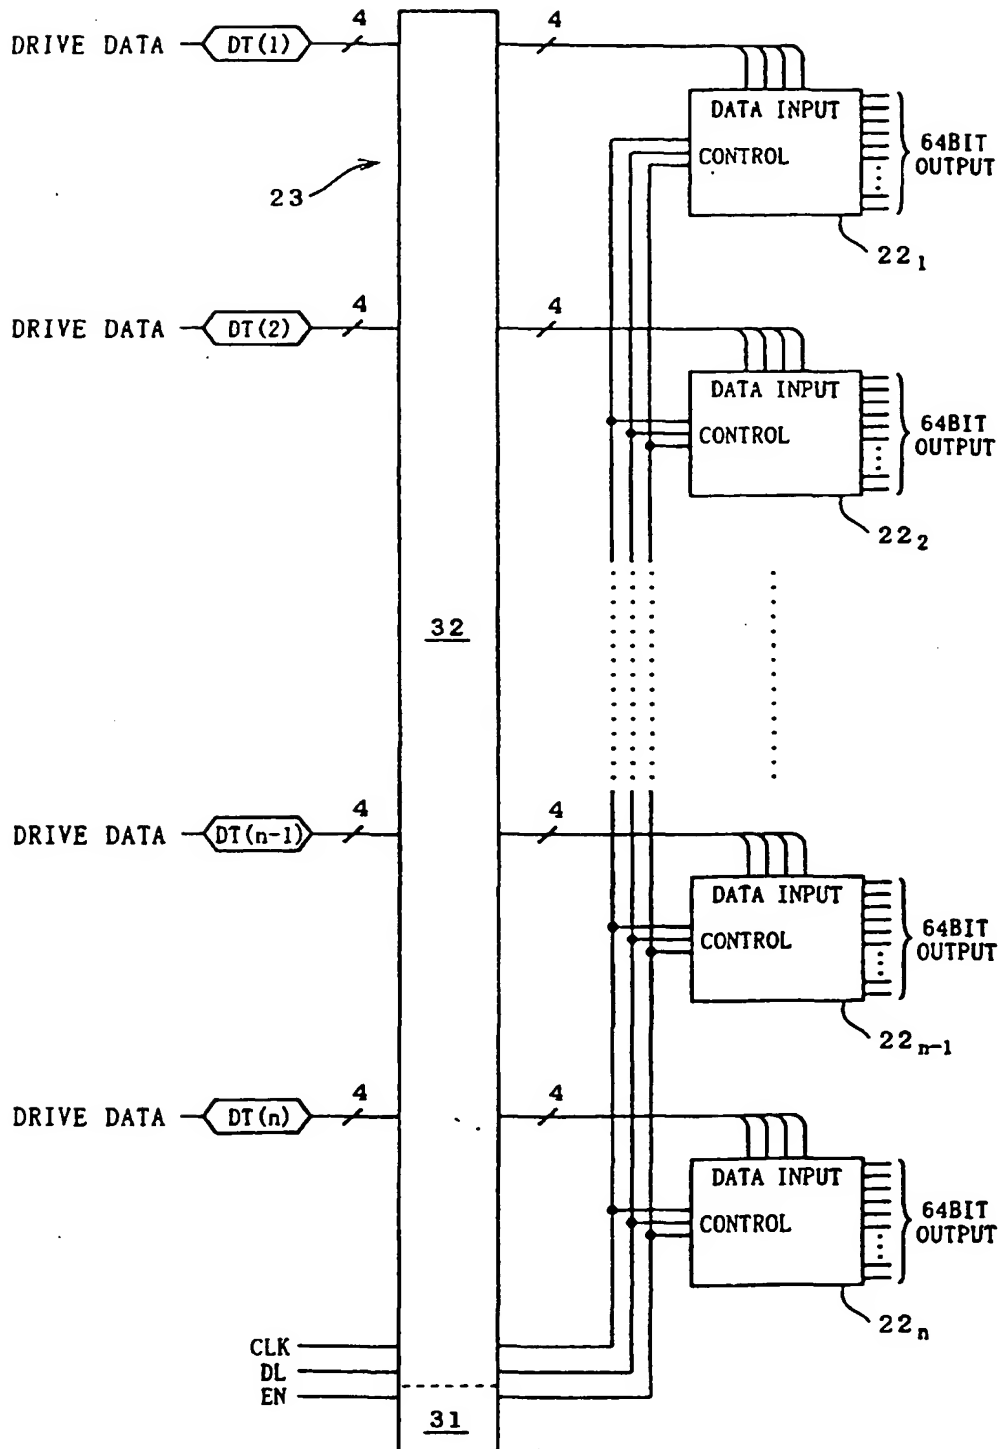 DRIVE DATA DT(1) 4 4
DATA INPUT
CONTROL
64BIT
OUTPUT
23
22₁
DRIVE DATA DT(2) 4 4
DATA INPUT
CONTROL
64BIT
OUTPUT
22₂
32
DRIVE DATA DT(n-1) 4 4
DATA INPUT
CONTROL
64BIT
OUTPUT
22ₙ₋₁
DRIVE DATA DT(n) 4 4
DATA INPUT
CONTROL
64BIT
OUTPUT
22ₙ
CLK
DL
EN
31